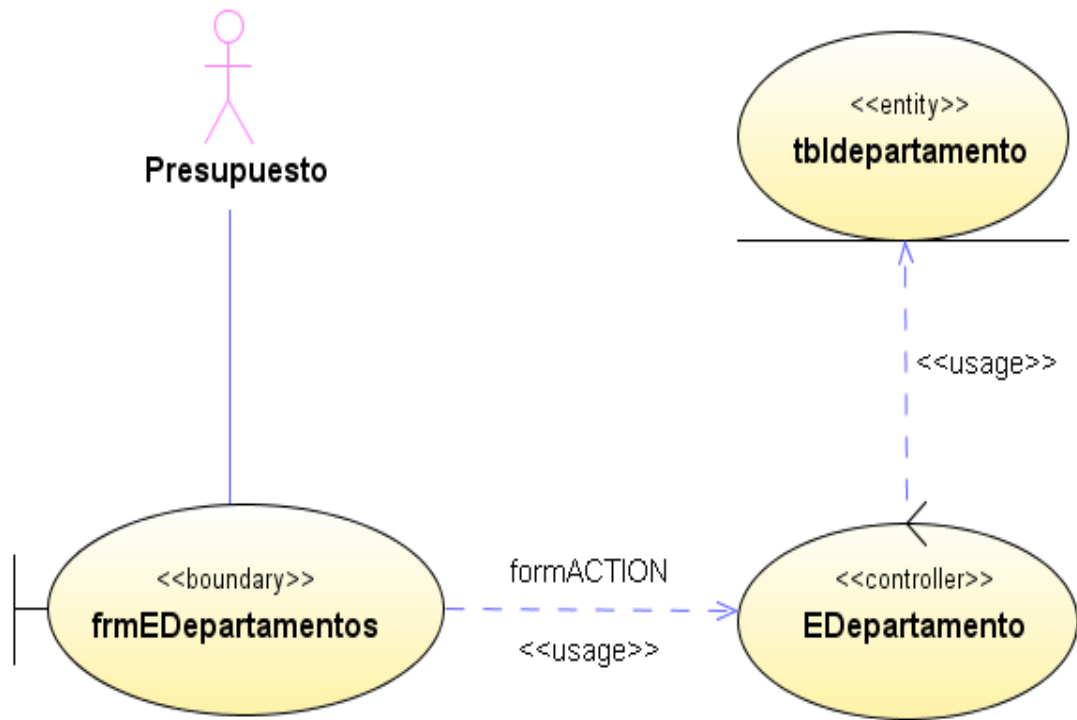 Presupuesto
<<entity>>
tbldepartamento
<<usage>>
<<boundary>>
frmEDepartamentos
formACTION
<<usage>>
<<controller>>
EDepartamento